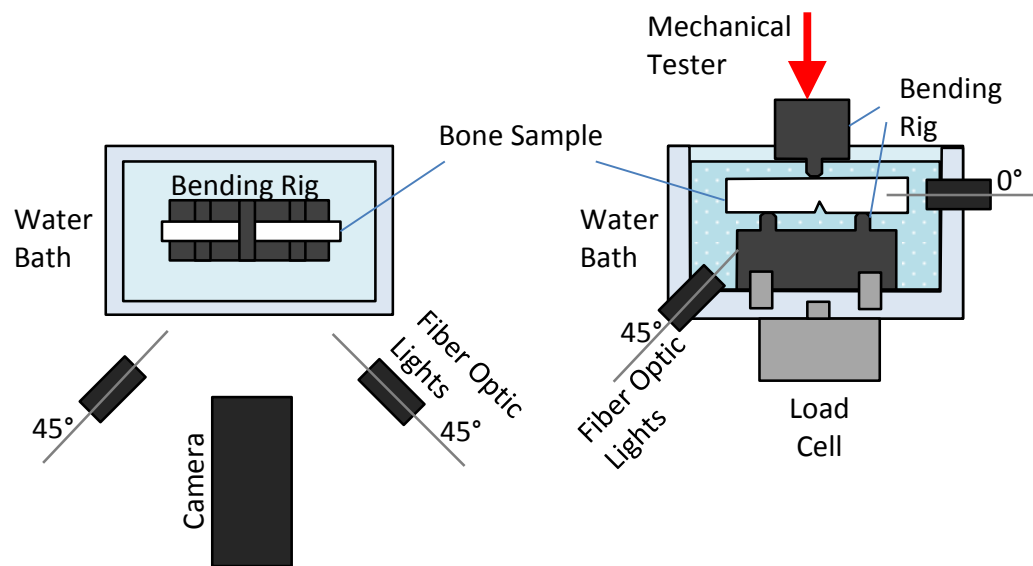 Bone Sample
Bending Rig
Water
Bath
45°
Fiber Optic
Lights
45°
Camera
Mechanical
Tester
Bending
Rig
0°
Water
Bath
45°
Fiber Optic
Lights
Load
Cell